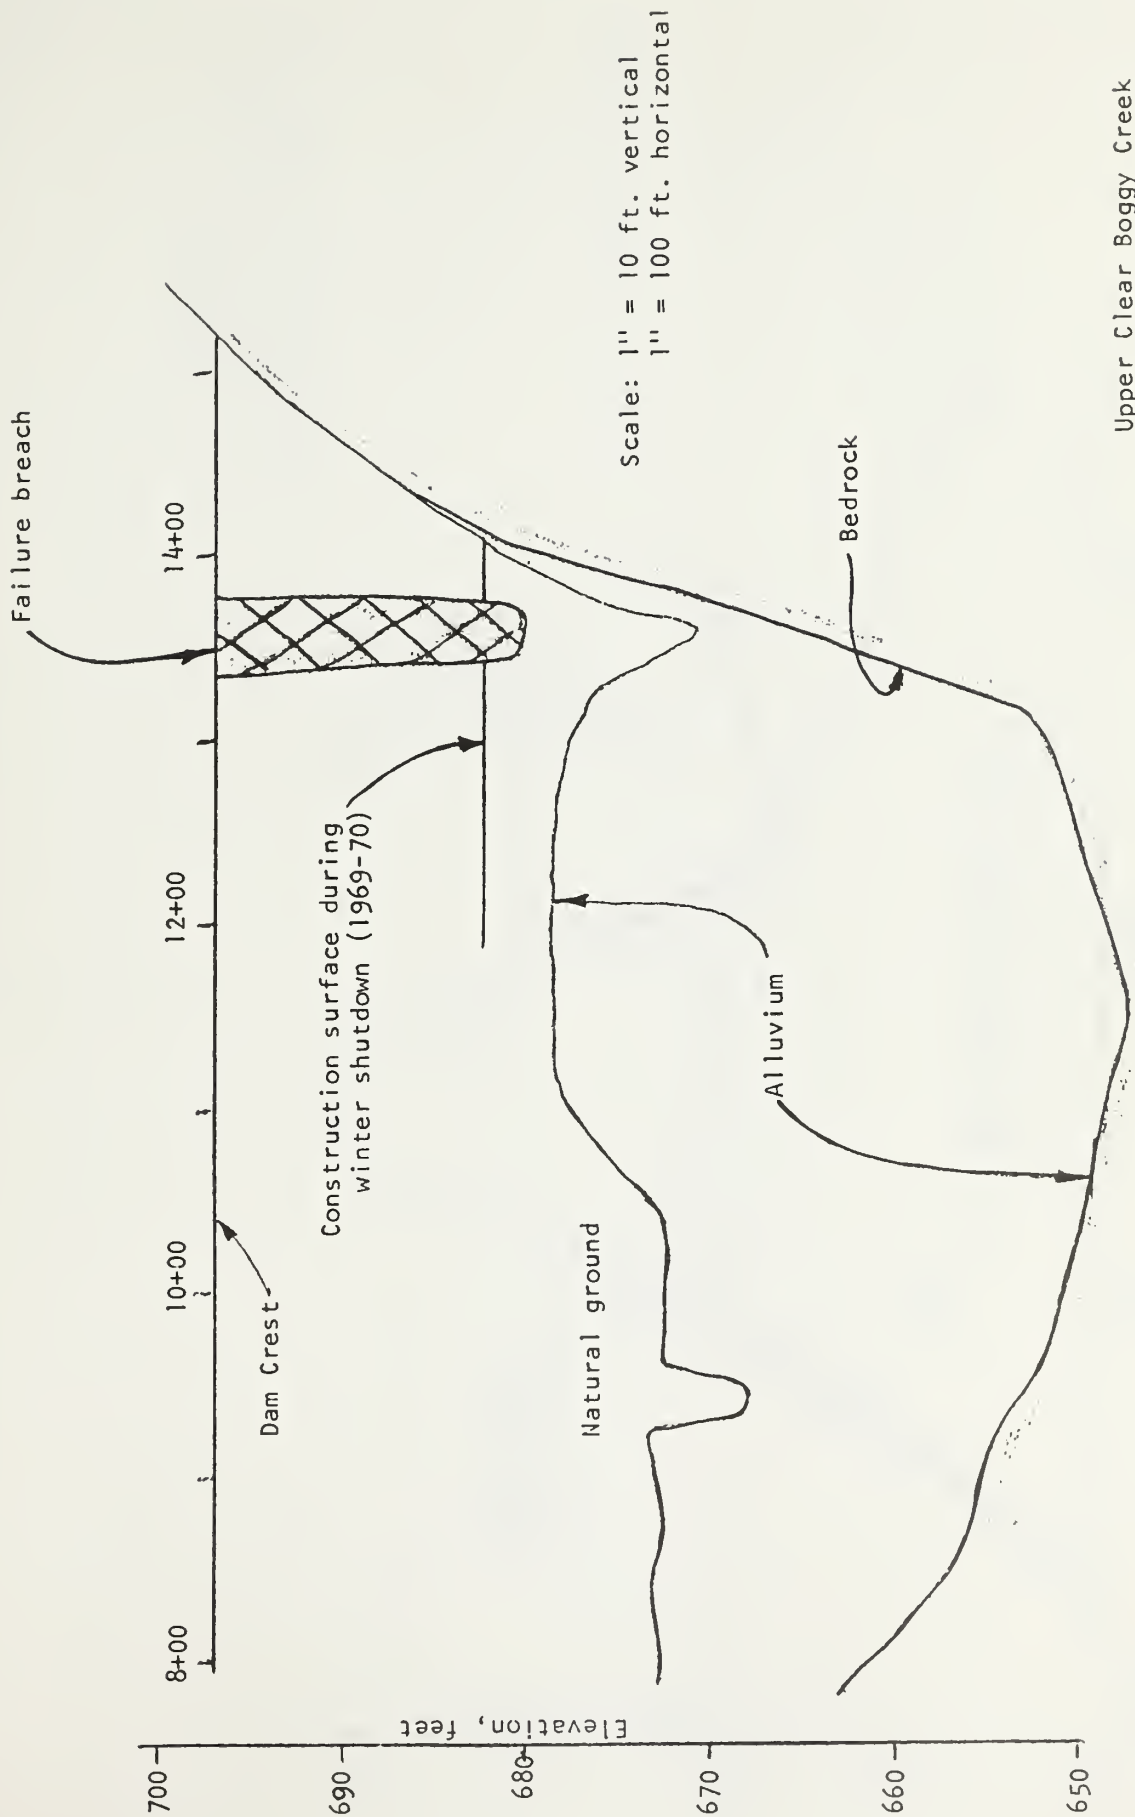 Failure breach
8+00
10+00
12+00
14+00
Dam Crest
Construction surface during
winter shutdown (1969-70)
Scale: 1" = 10 ft. vertical
1" = 100 ft. horizontal
Natural ground
Alluvium
Bedrock
Elevation, feet
700
690
680
670
660
650
Upper Clear Boggy Creek